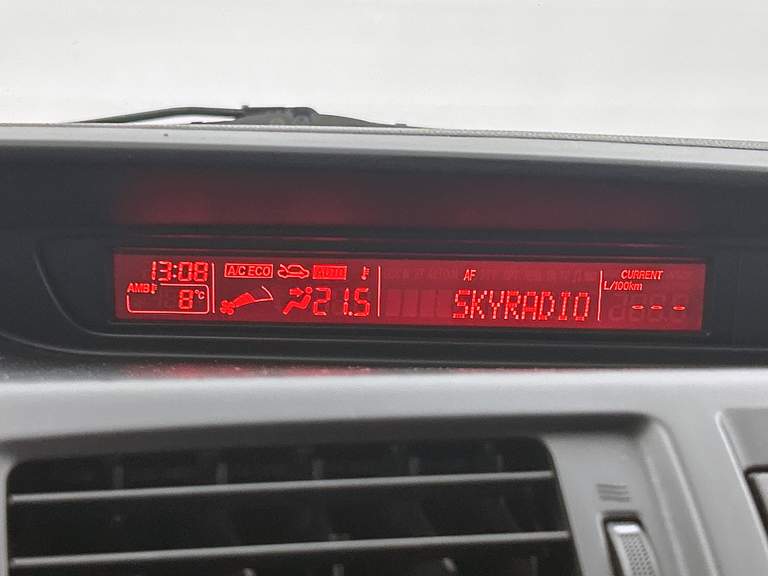 13:08 A/C ECO AUTO AF CURRENT
AMB 8°C 21.5 SKYRADIO L/100km ---